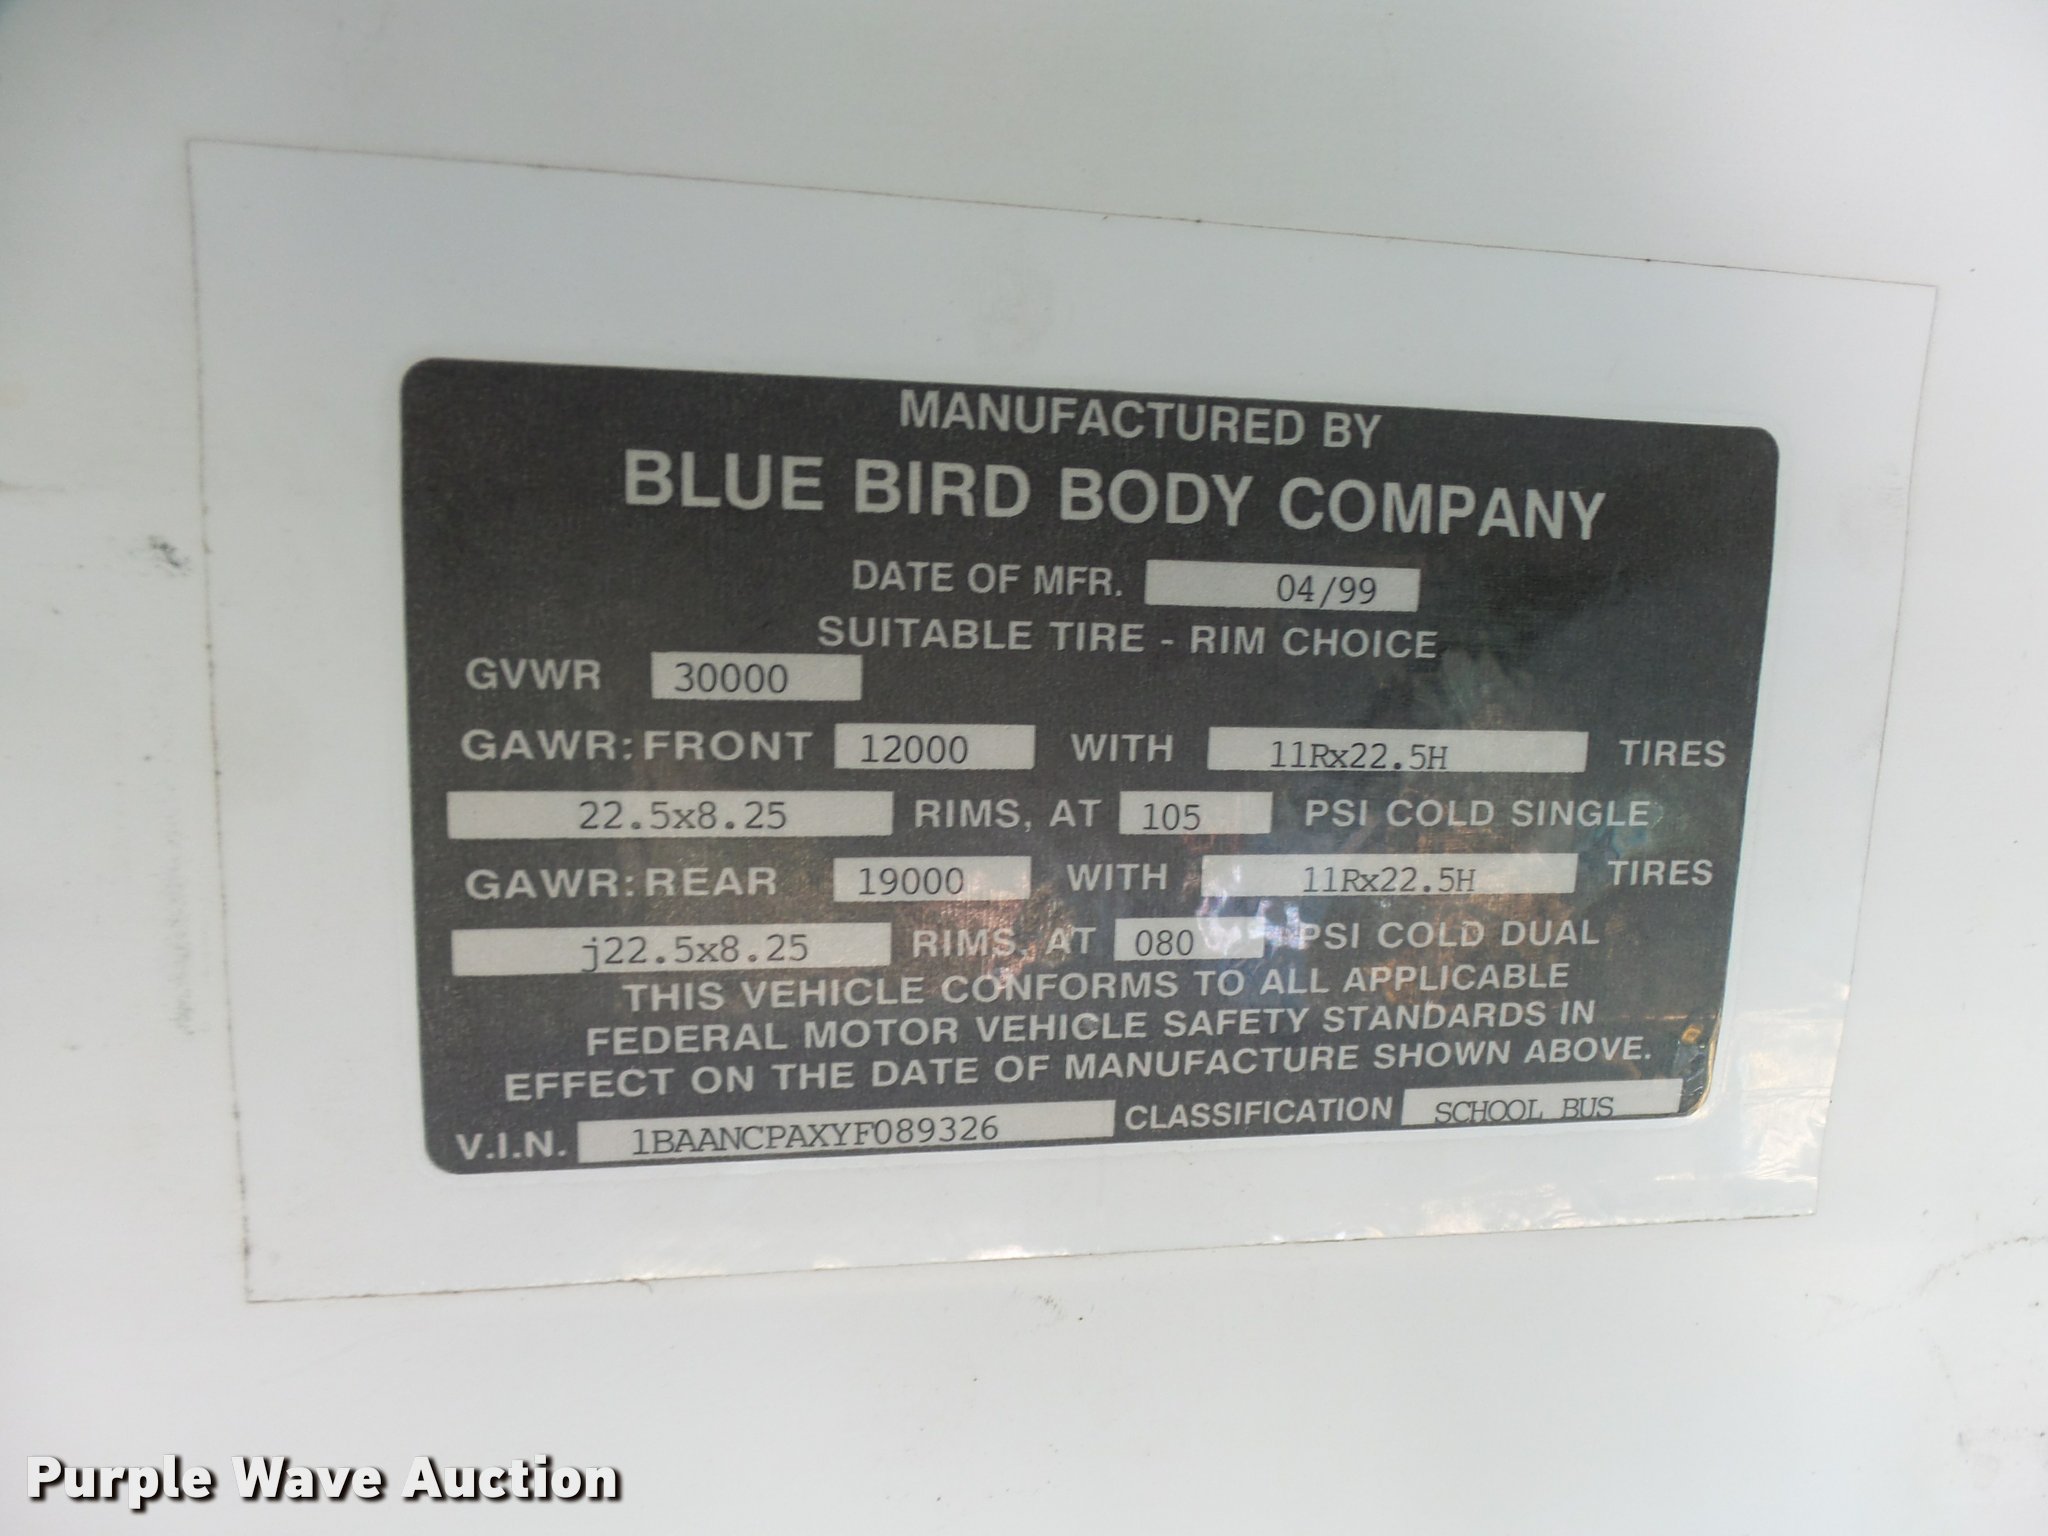 MANUFACTURED BY
BLUE BIRD BODY COMPANY
DATE OF MFR. 04/99
SUITABLE TIRE - RIM CHOICE
GVWR 30000
GAWR: FRONT 12000 WITH 11Rx22.5H TIRES
22.5x8.25 RIMS, AT 105 PSI COLD SINGLE
GAWR: REAR 19000 WITH 11Rx22.5H TIRES
j22.5x8.25 RIMS, AT 080 PSI COLD DUAL
THIS VEHICLE CONFORMS TO ALL APPLICABLE
FEDERAL MOTOR VEHICLE SAFETY STANDARDS IN
EFFECT ON THE DATE OF MANUFACTURE SHOWN ABOVE.
V.I.N. 1BAANCPAXYF089326 CLASSIFICATION SCHOOL BUS
Purple Wave Auction